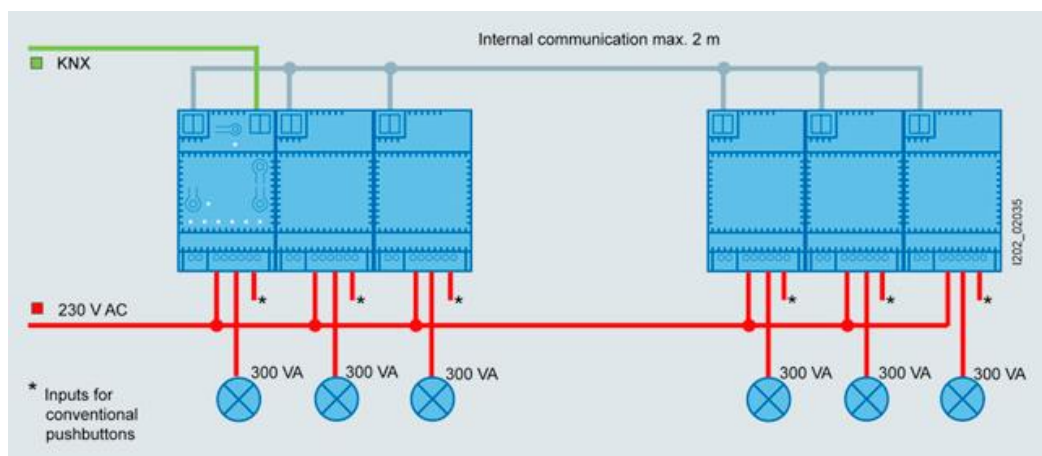 Internal communication max. 2 m
KNX
I202_02035
*
*
*
*
*
*
230 V AC
300 VA
300 VA
300 VA
300 VA
300 VA
300 VA
* Inputs for
conventional
pushbuttons